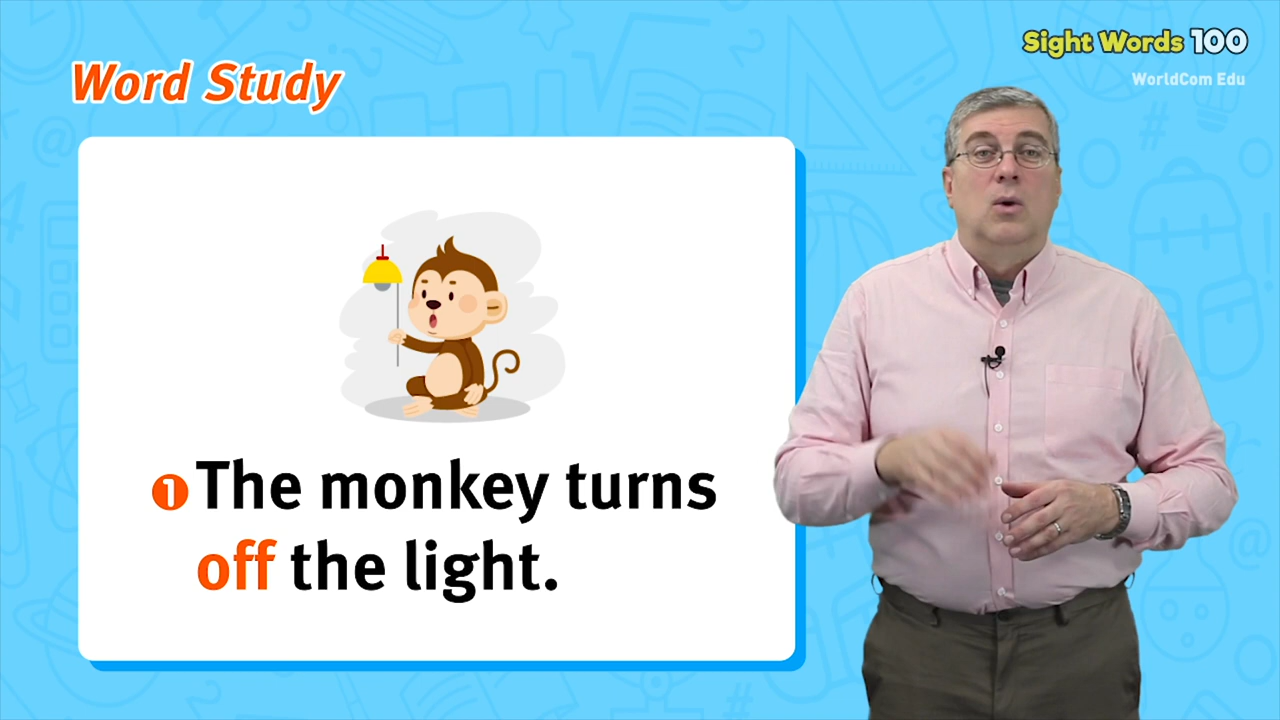 Word Study
Sight Words 100
WorldCom Edu
1 The monkey turns
off the light.